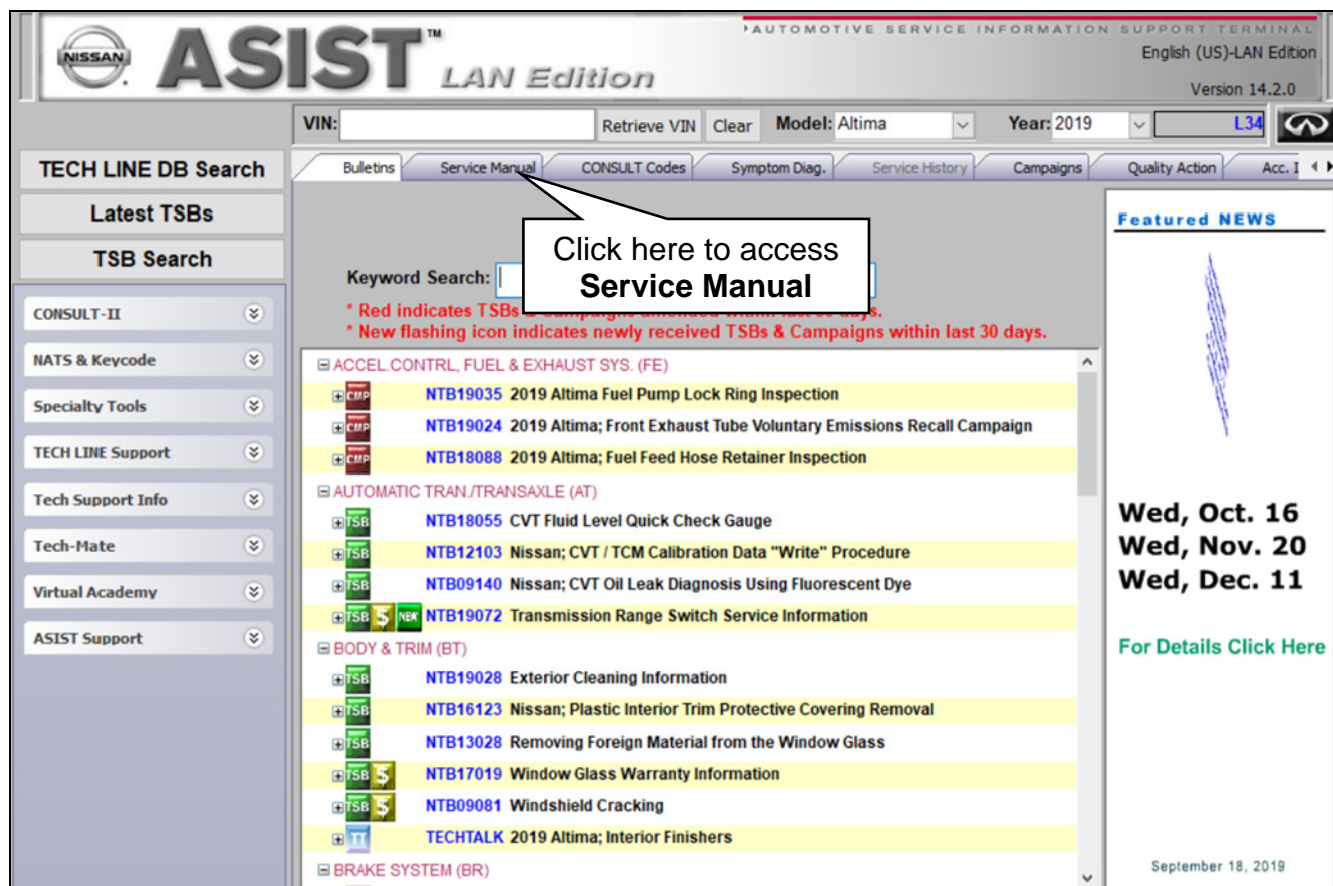 AUTOMOTIVE SERVICE INFORMATION SUPPORT TERMINAL
NISSAN ASIST™ LAN Edition
English (US)-LAN Edition
Version 14.2.0
VIN: Retrieve VIN Clear Model: Altima Year: 2019 L34
TECH LINE DB Search
Latest TSBs
TSB Search
CONSULT-II
NATS & Keycode
Specialty Tools
TECH LINE Support
Tech Support Info
Tech-Mate
Virtual Academy
ASIST Support
Bulletins Service Manual CONSULT Codes Symptom Diag. Service History Campaigns Quality Action Acc. I
Click here to access
Service Manual
Keyword Search:
* Red indicates TSBs & days.
* New flashing icon indicates newly received TSBs & Campaigns within last 30 days.
ACCEL.CONTRL, FUEL & EXHAUST SYS. (FE)
CMP NTB19035 2019 Altima Fuel Pump Lock Ring Inspection
CMP NTB19024 2019 Altima; Front Exhaust Tube Voluntary Emissions Recall Campaign
CMP NTB18088 2019 Altima; Fuel Feed Hose Retainer Inspection
AUTOMATIC TRAN./TRANSAXLE (AT)
TSB NTB18055 CVT Fluid Level Quick Check Gauge
TSB NTB12103 Nissan; CVT / TCM Calibration Data "Write" Procedure
TSB NTB09140 Nissan; CVT Oil Leak Diagnosis Using Fluorescent Dye
TSB $ NEW NTB19072 Transmission Range Switch Service Information
BODY & TRIM (BT)
TSB NTB19028 Exterior Cleaning Information
TSB NTB16123 Nissan; Plastic Interior Trim Protective Covering Removal
TSB NTB13028 Removing Foreign Material from the Window Glass
TSB $ NTB17019 Window Glass Warranty Information
TSB $ NTB09081 Windshield Cracking
TT TECHTALK 2019 Altima; Interior Finishers
BRAKE SYSTEM (BR)
Featured NEWS
Wed, Oct. 16
Wed, Nov. 20
Wed, Dec. 11
For Details Click Here
September 18, 2019